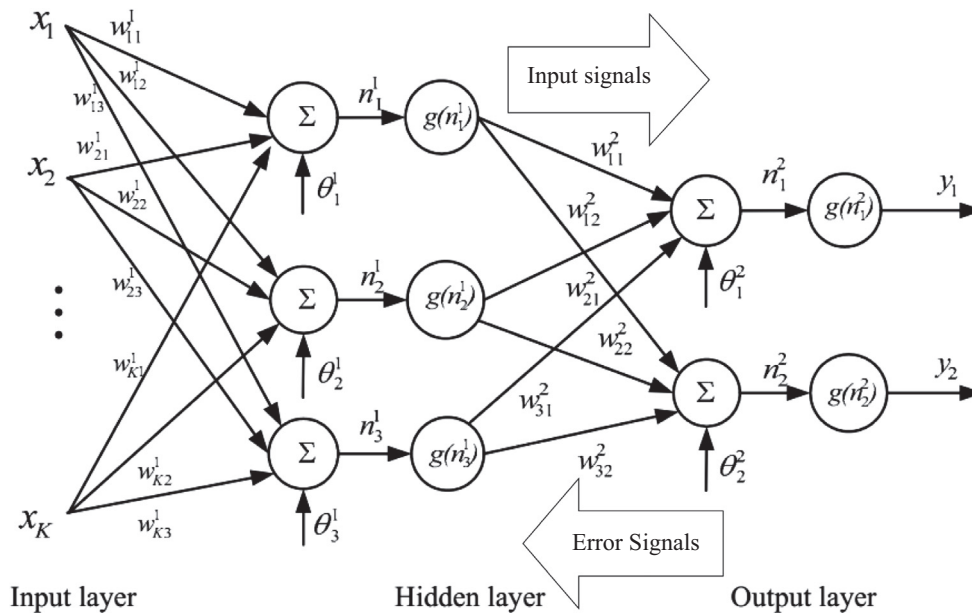 x₁
w¹₁₁
w¹₁₂
w¹₁₃
Σ
n¹₁
g(n¹₁)
Input signals
θ¹₁
x₂
w¹₂₁
w¹₂₂
w¹₂₃
w²₁₁
w²₁₂
Σ
n²₁
g(n²₁)
y₁
θ²₁
Σ
n¹₂
g(n¹₂)
w²₂₁
w²₂₂
θ¹₂
w¹K1
w²₃₁
Σ
n²₂
g(n²₂)
y₂
θ²₂
Σ
n¹₃
g(n¹₃)
w²₃₂
xK
w¹K2
w¹K3
θ¹₃
Error Signals
Input layer
Hidden layer
Output layer